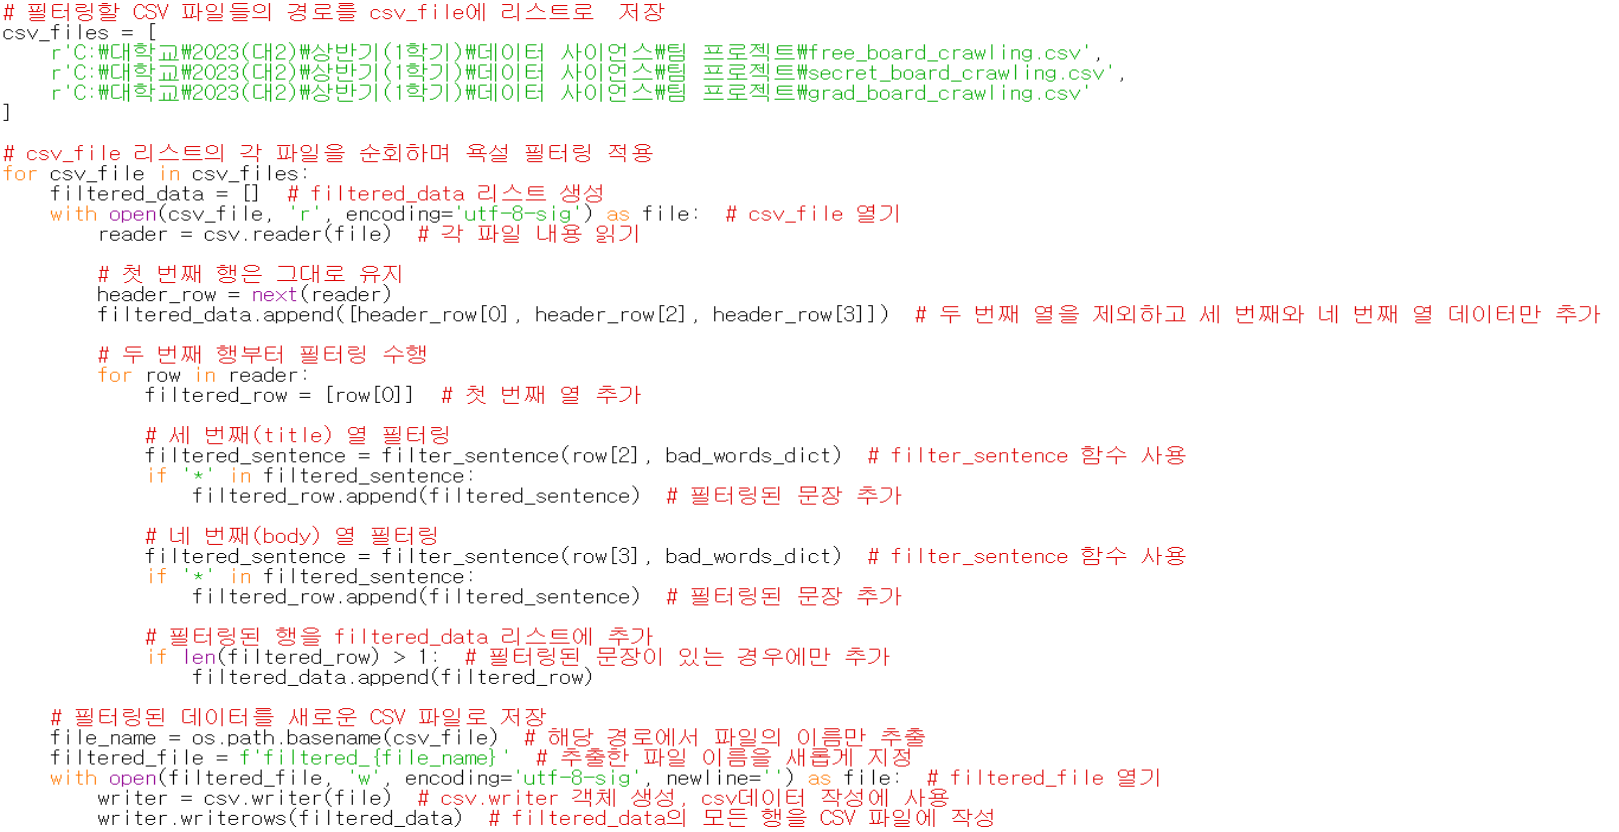 # 필터링할 CSV 파일들의 경로를 csv_file에 리스트로  저장
csv_files = [
    r'C:₩대학교₩2023(대2)₩상반기(1학기)₩데이터 사이언스₩팀 프로젝트₩free_board_crawling.csv',
    r'C:₩대학교₩2023(대2)₩상반기(1학기)₩데이터 사이언스₩팀 프로젝트₩secret_board_crawling.csv',
    r'C:₩대학교₩2023(대2)₩상반기(1학기)₩데이터 사이언스₩팀 프로젝트₩grad_board_crawling.csv'
]
# csv_file 리스트의 각 파일을 순회하며 욕설 필터링 적용
for csv_file in csv_files:
    filtered_data = []  # filtered_data 리스트 생성
    with open(csv_file, 'r', encoding='utf-8-sig') as file:  # csv_file 열기
        reader = csv.reader(file)  # 각 파일 내용 읽기
        # 첫 번째 행은 그대로 유지
        header_row = next(reader)
        filtered_data.append([header_row[0], header_row[2], header_row[3]])  # 두 번째 열을 제외하고 세 번째와 네 번째 열 데이터만 추가
        # 두 번째 행부터 필터링 수행
        for row in reader:
            filtered_row = [row[0]]  # 첫 번째 열 추가
            # 세 번째(title) 열 필터링
            filtered_sentence = filter_sentence(row[2], bad_words_dict)  # filter_sentence 함수 사용
            if '*' in filtered_sentence:
                filtered_row.append(filtered_sentence)  # 필터링된 문장 추가
            # 네 번째(body) 열 필터링
            filtered_sentence = filter_sentence(row[3], bad_words_dict)  # filter_sentence 함수 사용
            if '*' in filtered_sentence:
                filtered_row.append(filtered_sentence)  # 필터링된 문장 추가
            # 필터링된 행을 filtered_data 리스트에 추가
            if len(filtered_row) > 1:  # 필터링된 문장이 있는 경우에만 추가
                filtered_data.append(filtered_row)
    # 필터링된 데이터를 새로운 CSV 파일로 저장
    file_name = os.path.basename(csv_file)  # 해당 경로에서 파일의 이름만 추출
    filtered_file = f'filtered_{file_name}'  # 추출한 파일 이름을 새롭게 지정
    with open(filtered_file, 'w', encoding='utf-8-sig', newline='') as file:  # filtered_file 열기
        writer = csv.writer(file)  # csv.writer 객체 생성, csv데이터 작성에 사용
        writer.writerows(filtered_data)  # filtered_data의 모든 행을 CSV 파일에 작성